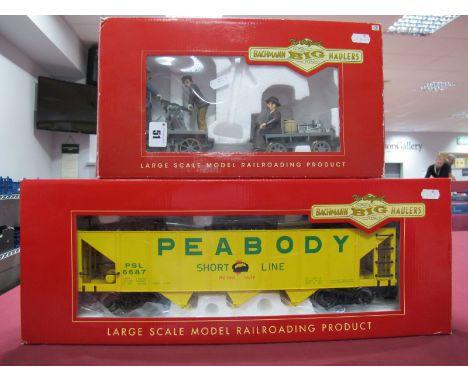 BACHMANN BIG HAULERS
51
LARGE SCALE MODEL RAILROADING PRODUCT
Gallery
BACHMANN BIG HAULERS
PEABODY
PSL
6687
SHORT LINE
LARGE SCALE MODEL RAILROADING PRODUCT